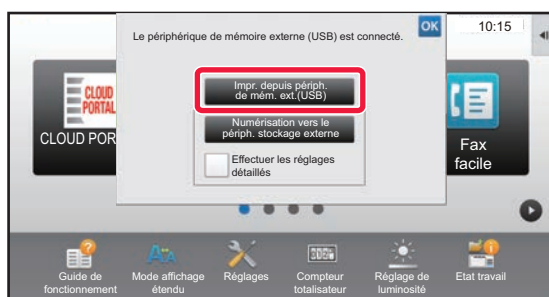 Le périphérique de mémoire externe (USB) est connecté.
OK
10:15
Impr. depuis périph.
de mém. ext.(USB)
Numérisation vers le
périph. stockage externe
Effectuer les réglages
détaillés
CLOUD
PORTAL
CLOUD POR
Fax
facile
Guide de
fonctionnement
Mode affichage
étendu
Réglages
Compteur
totalisateur
Réglage de
luminosité
Etat travail